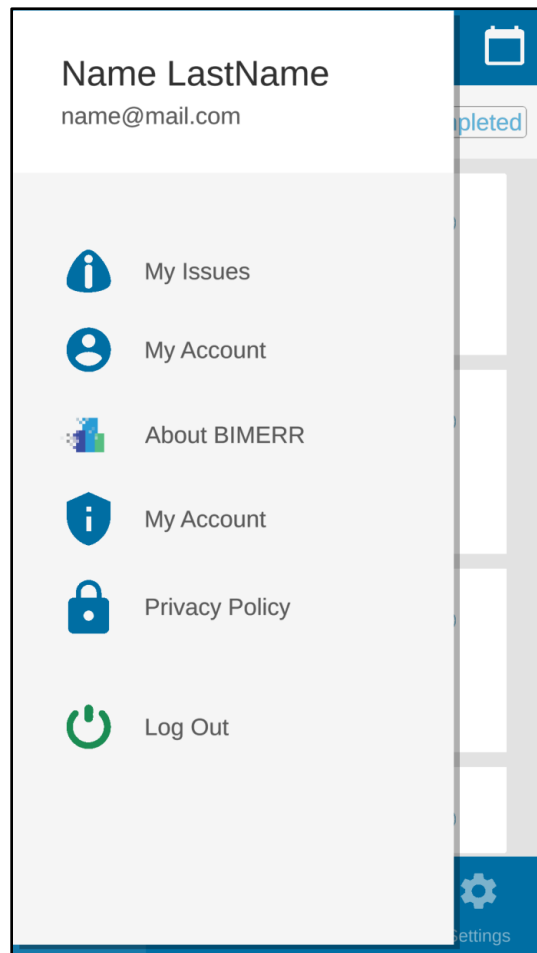 Name LastName
name@mail.com
My Issues
My Account
About BIMERR
My Account
Privacy Policy
Log Out